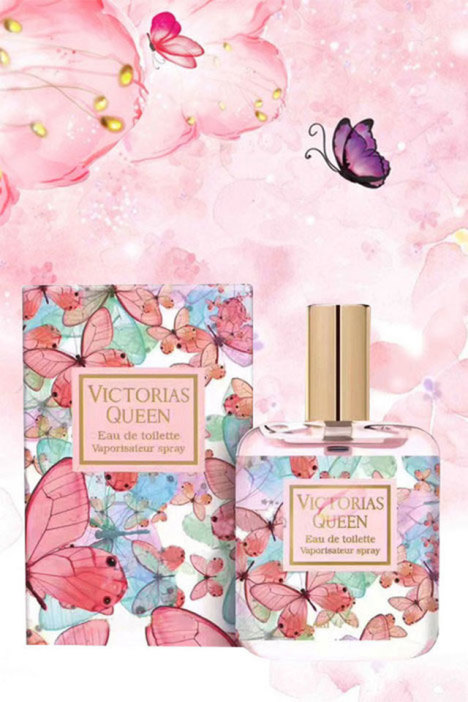 VICTORIAS
QUEEN
Eau de toilette
Vaporisateur spray
VICTORIAS
QUEEN
Eau de toilette
Vaporisateur spray